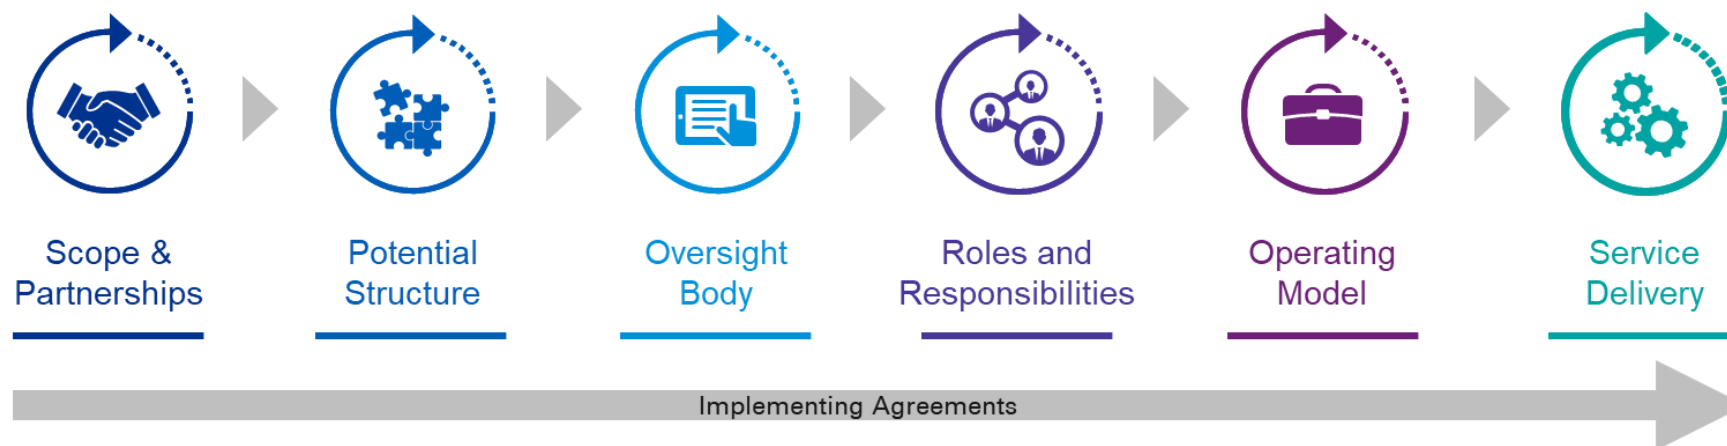 Scope &
Partnerships
Potential
Structure
Oversight
Body
Roles and
Responsibilities
Operating
Model
Service
Delivery
Implementing Agreements